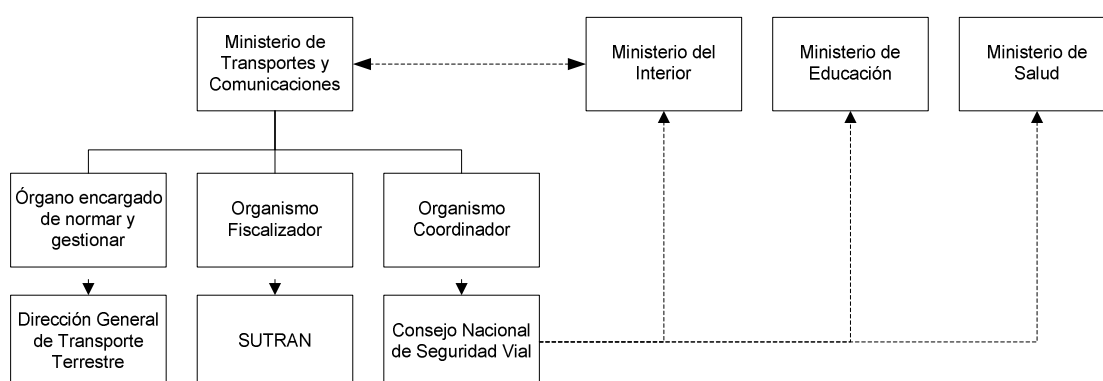 Ministerio de
Transportes y
Comunicaciones
Ministerio del
Interior
Ministerio de
Educación
Ministerio de
Salud
Órgano encargado
de normar y
gestionar
Organismo
Fiscalizador
Organismo
Coordinador
Dirección General
de Transporte
Terrestre
SUTRAN
Consejo Nacional
de Seguridad Vial